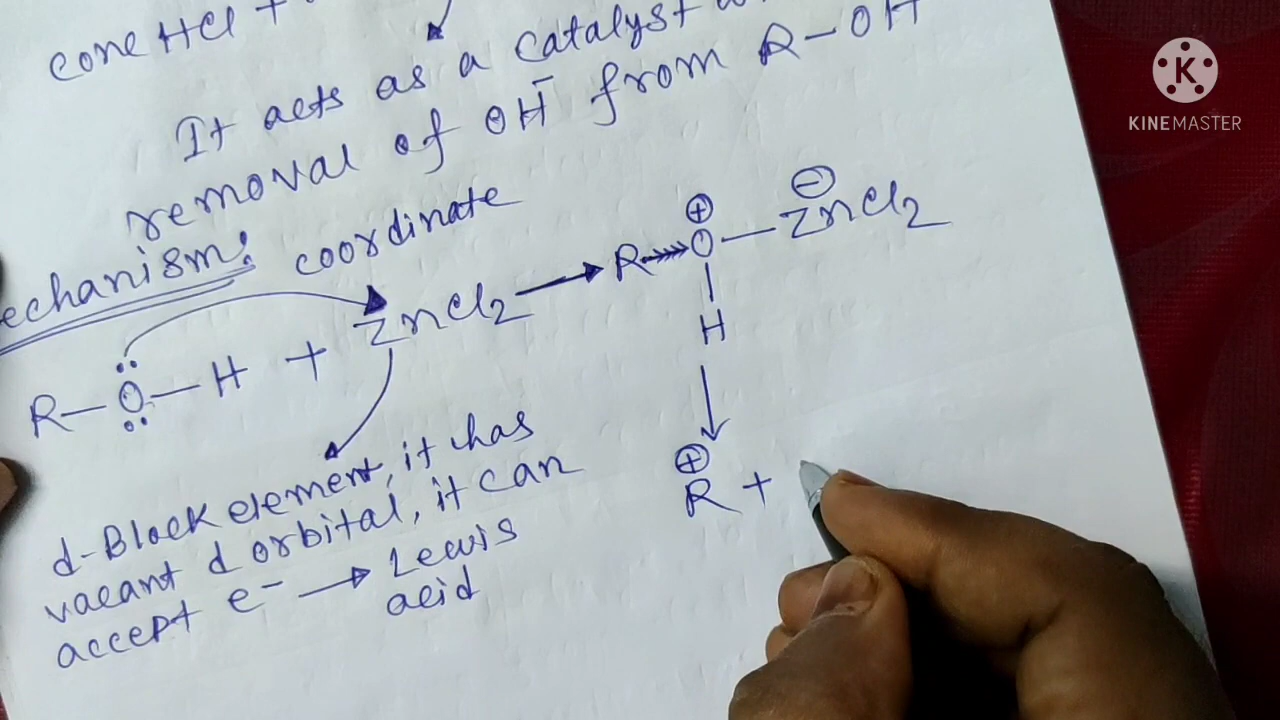 conc HCl +
It acts as a catalyst
removal of OH⁻ from R-OH
echanism:
coordinate
R-Ö-H + ZnCl2 → R→O-ZnCl2
⊕ ⊖
H
↓
⊕
R +
d-Block element, it has
vacant d orbital, it can
accept e⁻ → Lewis
acid
K
KINEMASTER